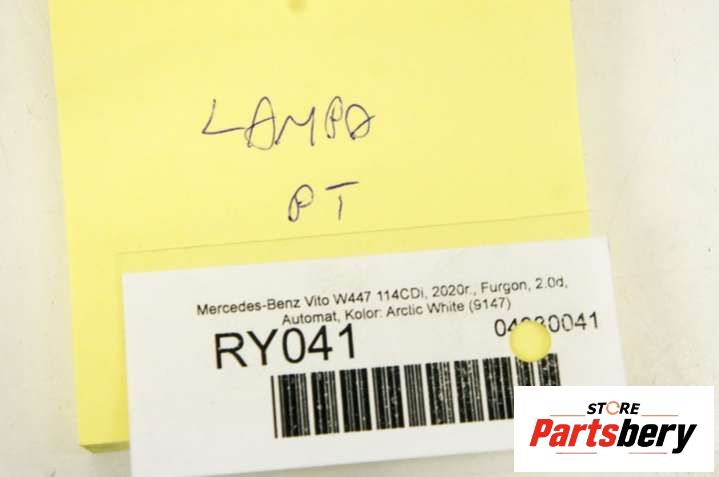 LAMPA
PT
Mercedes-Benz Vito W447 114CDi, 2020r., Furgon, 2.0d,
Automat, Kolor: Arctic White (9147)
RY041
STORE
Partsbery